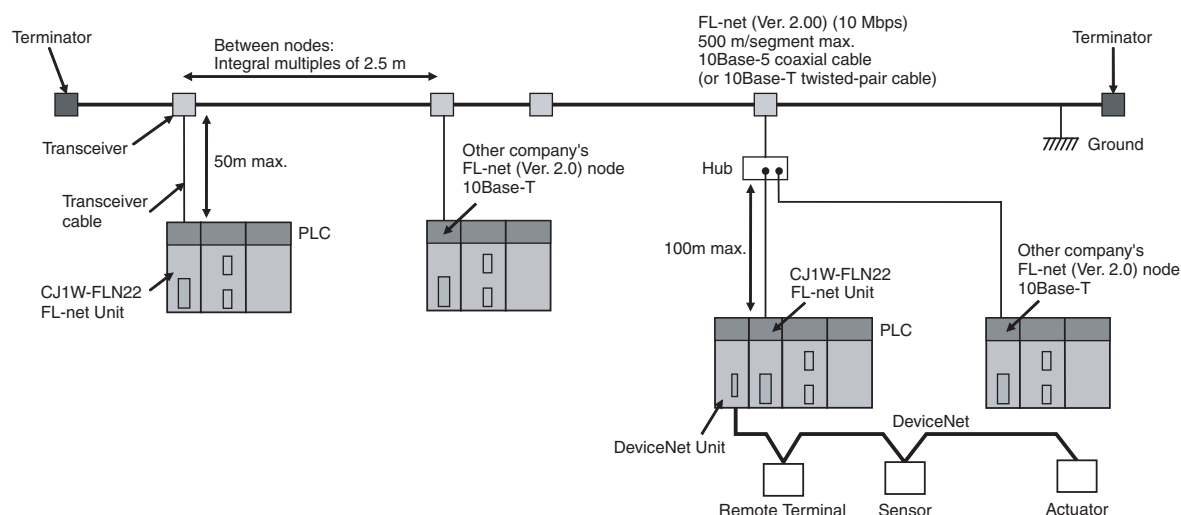 Terminator
Between nodes:
Integral multiples of 2.5 m
FL-net (Ver. 2.00) (10 Mbps)
500 m/segment max.
10Base-5 coaxial cable
(or 10Base-T twisted-pair cable)
Terminator
Transceiver
50m max.
Other company's
FL-net (Ver. 2.0) node
10Base-T
Hub
Ground
Transceiver
cable
PLC
100m max.
CJ1W-FLN22
FL-net Unit
CJ1W-FLN22
FL-net Unit
Other company's
FL-net (Ver. 2.0) node
10Base-T
PLC
DeviceNet Unit
DeviceNet
Remote Terminal
Sensor
Actuator